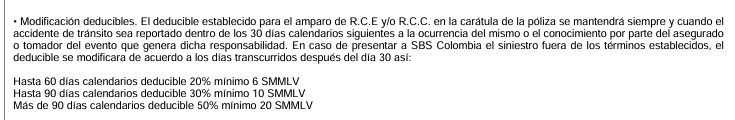 • Modificación deducibles. El deducible establecido para el amparo de R.C.E y/o R.C.C. en la carátula de la póliza se mantendrá siempre y cuando el
accidente de tránsito sea reportado dentro de los 30 días calendarios siguientes a la ocurrencia del mismo o el conocimiento por parte del asegurado
o tomador del evento que genera dicha responsabilidad. En caso de presentar a SBS Colombia el siniestro fuera de los términos establecidos, el
deducible se modificara de acuerdo a los días transcurridos después del día 30 así:
Hasta 60 días calendarios deducible 20% mínimo 6 SMMLV
Hasta 90 días calendarios deducible 30% mínimo 10 SMMLV
Más de 90 días calendarios deducible 50% mínimo 20 SMMLV